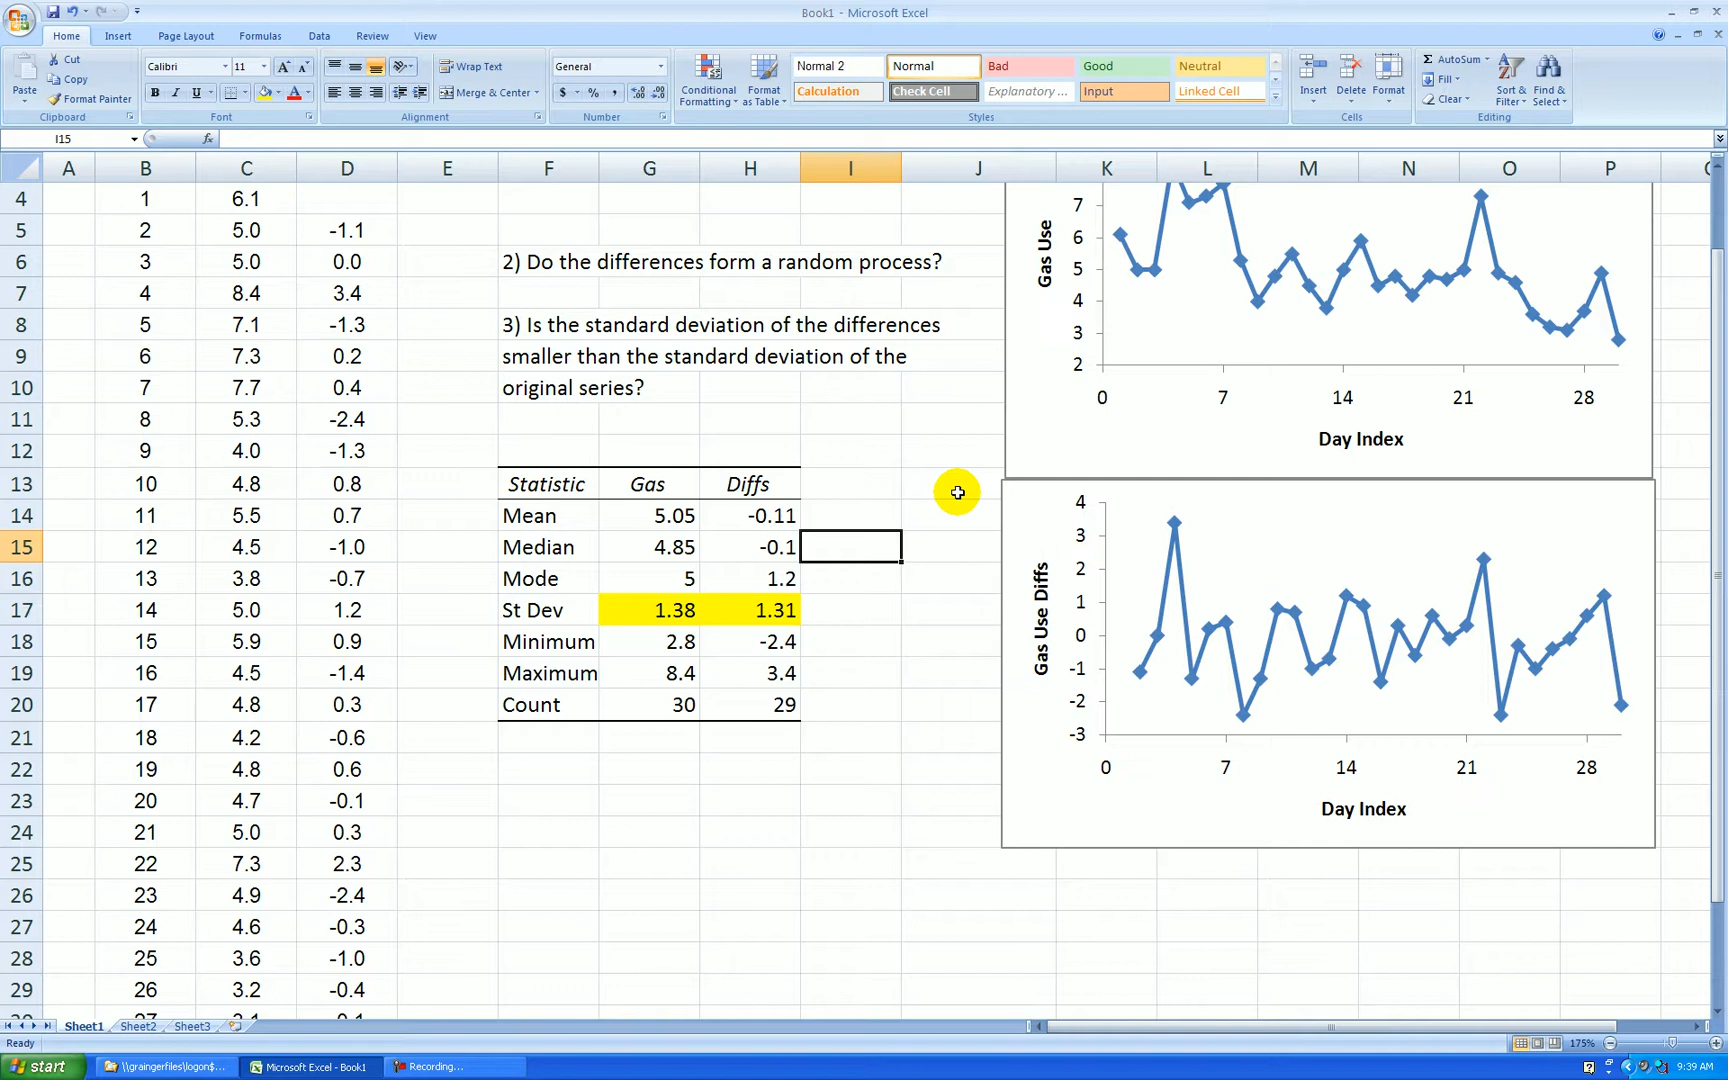 Book1 - Microsoft Excel
Home Insert Page Layout Formulas Data Review View
Paste
Cut
Copy
Format Painter
Clipboard
Calibri 11
B I U
Font
Wrap Text
Merge & Center
Alignment
General
$ % ,
Number
Conditional Formatting
Format as Table
Normal 2 Normal Bad Good Neutral
Calculation Check Cell Explanatory ... Input Linked Cell
Styles
Insert Delete Format
Cells
Σ AutoSum
Fill
Clear
Sort & Filter
Find & Select
Editing
I15 fx
A B C D E F G H I J K L M N O P
4 1 6.1
5 2 5.0 -1.1
6 3 5.0 0.0 2) Do the differences form a random process?
7 4 8.4 3.4
8 5 7.1 -1.3 3) Is the standard deviation of the differences
9 6 7.3 0.2 smaller than the standard deviation of the
10 7 7.7 0.4 original series?
11 8 5.3 -2.4
12 9 4.0 -1.3
13 10 4.8 0.8 Statistic Gas Diffs
14 11 5.5 0.7 Mean 5.05 -0.11
15 12 4.5 -1.0 Median 4.85 -0.1
16 13 3.8 -0.7 Mode 5 1.2
17 14 5.0 1.2 St Dev 1.38 1.31
18 15 5.9 0.9 Minimum 2.8 -2.4
19 16 4.5 -1.4 Maximum 8.4 3.4
20 17 4.8 0.3 Count 30 29
21 18 4.2 -0.6
22 19 4.8 0.6
23 20 4.7 -0.1
24 21 5.0 0.3
25 22 7.3 2.3
26 23 4.9 -2.4
27 24 4.6 -0.3
28 25 3.6 -1.0
29 26 3.2 -0.4
Gas Use
7
6
5
4
3
2
0 7 14 21 28
Day Index
Gas Use Diffs
4
3
2
1
0
-1
-2
-3
0 7 14 21 28
Day Index
Sheet1 Sheet2 Sheet3
Ready 175%
start \\graingerfiles\logon$... Microsoft Excel - Book1 Recording... 9:39 AM